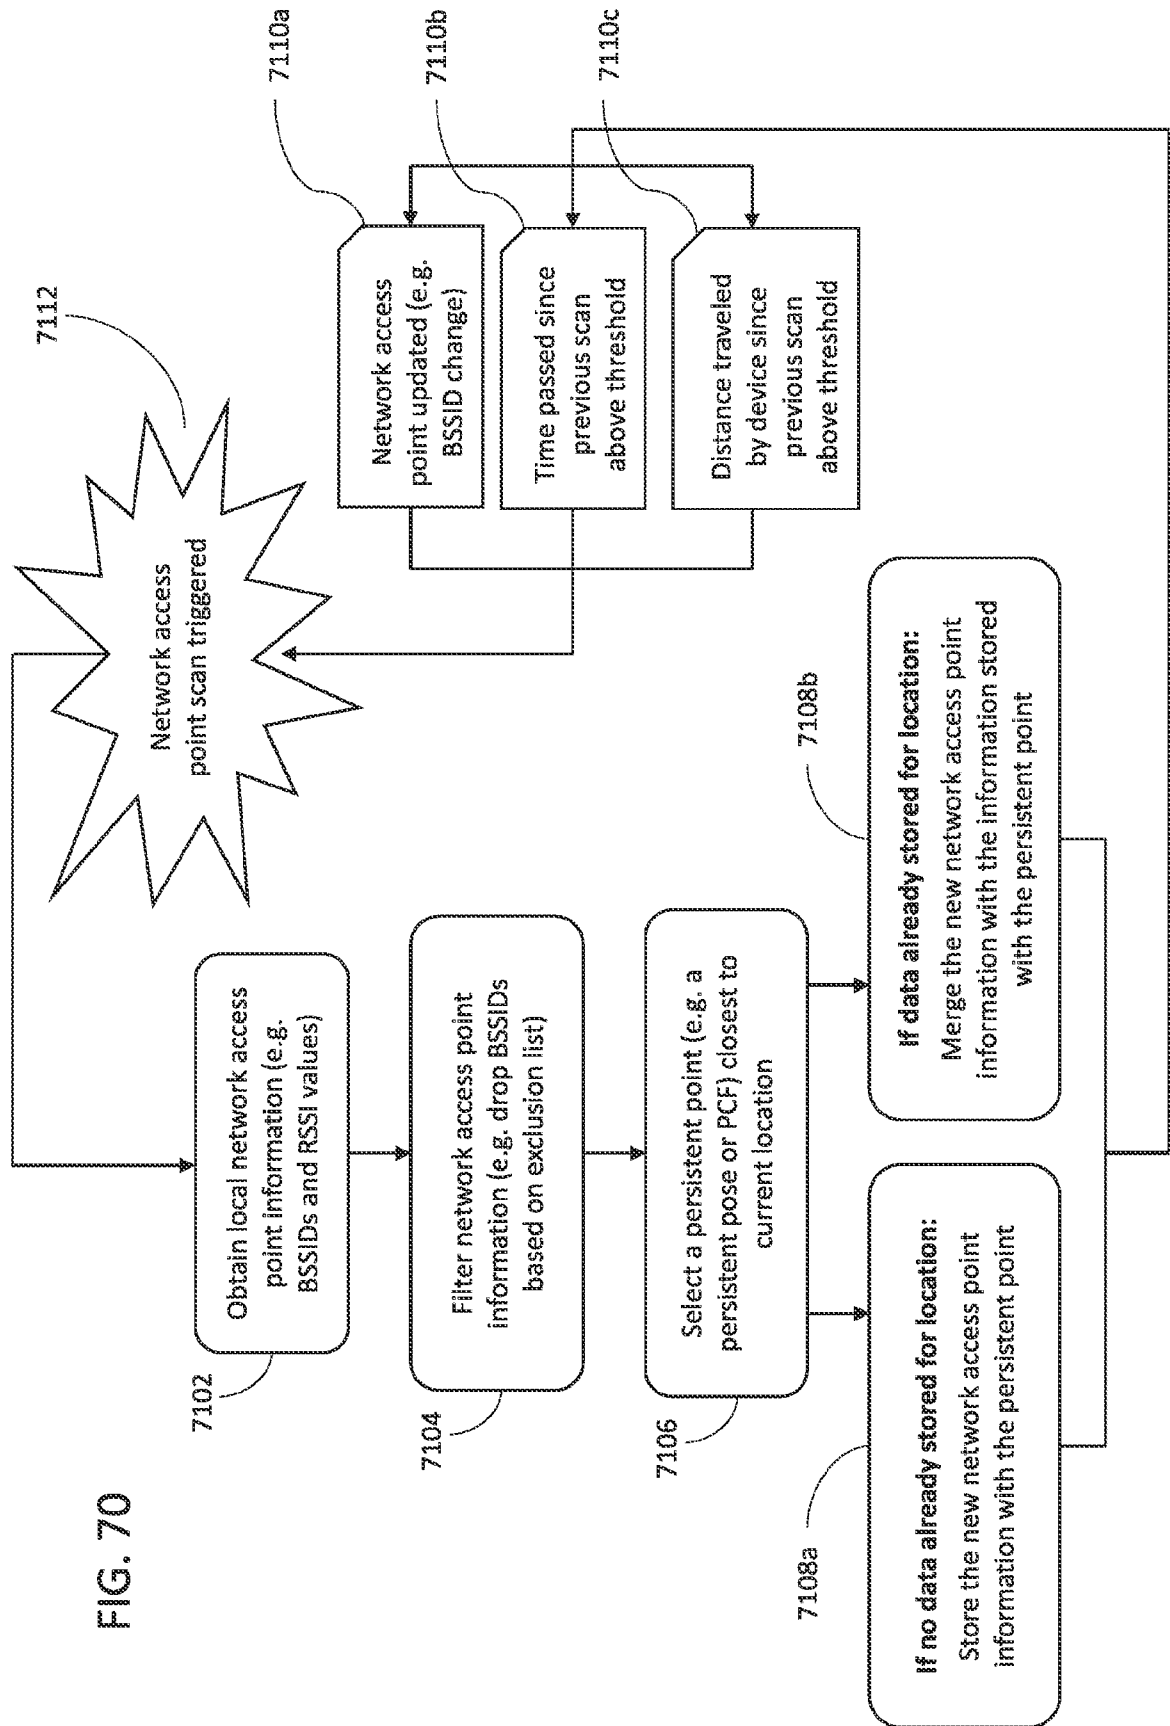 FIG. 70
7112
Network access
point scan triggered
7102
Obtain local network access
point information (e.g.
BSSIDs and RSSI values)
7110a
Network access
point updated (e.g.
BSSID change)
7104
Filter network access point
information (e.g. drop BSSIDs
based on exclusion list)
7110b
Time passed since
previous scan
above threshold
7106
Select a persistent point (e.g. a
persistent pose or PCF) closest to
current location
7110c
Distance traveled
by device since
previous scan
above threshold
7108a
If no data already stored for location:
Store the new network access point
information with the persistent point
7108b
If data already stored for location:
Merge the new network access point
information with the information stored
with the persistent point